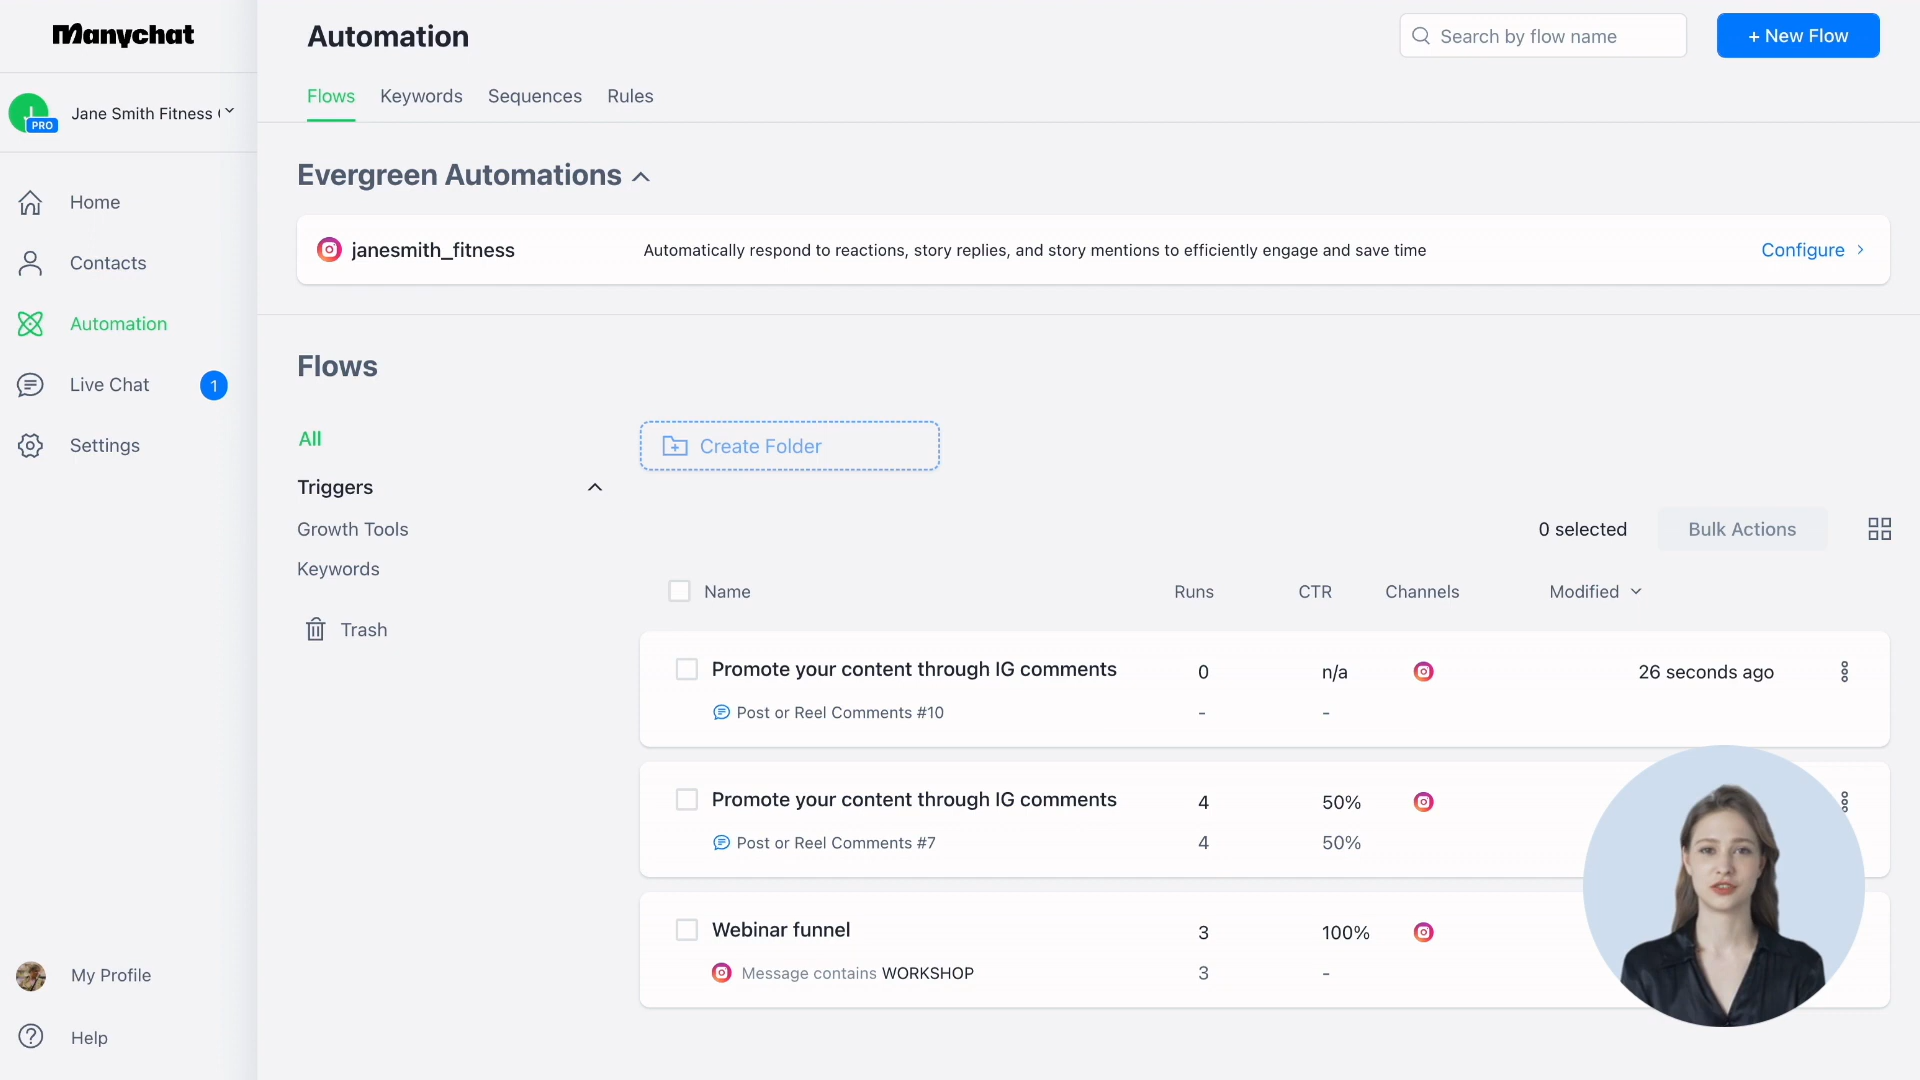 Manychat
Automation
Search by flow name
+ New Flow
PRO
Jane Smith Fitness
Flows Keywords Sequences Rules
Evergreen Automations
janesmith_fitness Automatically respond to reactions, story replies, and story mentions to efficiently engage and save time Configure
Home
Contacts
Automation
Live Chat 1
Settings
My Profile
Help
Flows
All
Triggers
Growth Tools
Keywords
Trash
Create Folder
0 selected Bulk Actions
Name Runs CTR Channels Modified
Promote your content through IG comments 0 n/a 26 seconds ago
Post or Reel Comments #10 - -
Promote your content through IG comments 4 50%
Post or Reel Comments #7 4 50%
Webinar funnel 3 100%
Message contains WORKSHOP 3 -